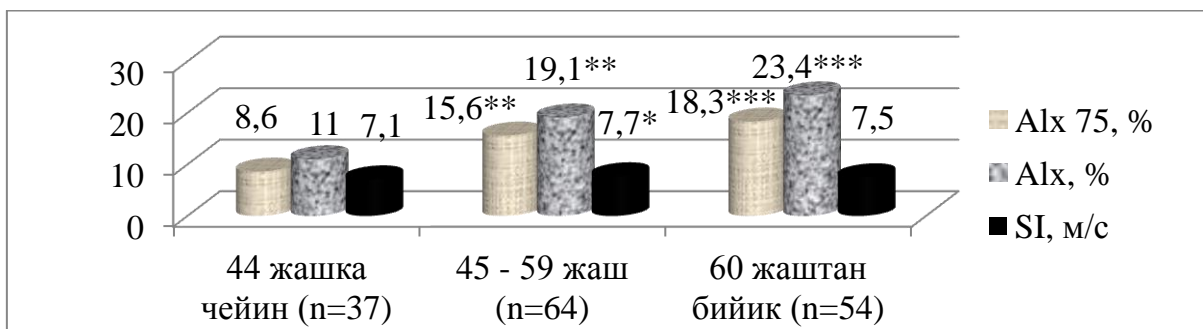 30
20
10
0
8,6
11
7,1
15,6**
19,1**
7,7*
18,3***
23,4***
7,5
44 жашка
чейин (n=37)
45 - 59 жаш
(n=64)
60 жаштан
бийик (n=54)
Alx 75, %
Alx, %
SI, м/с